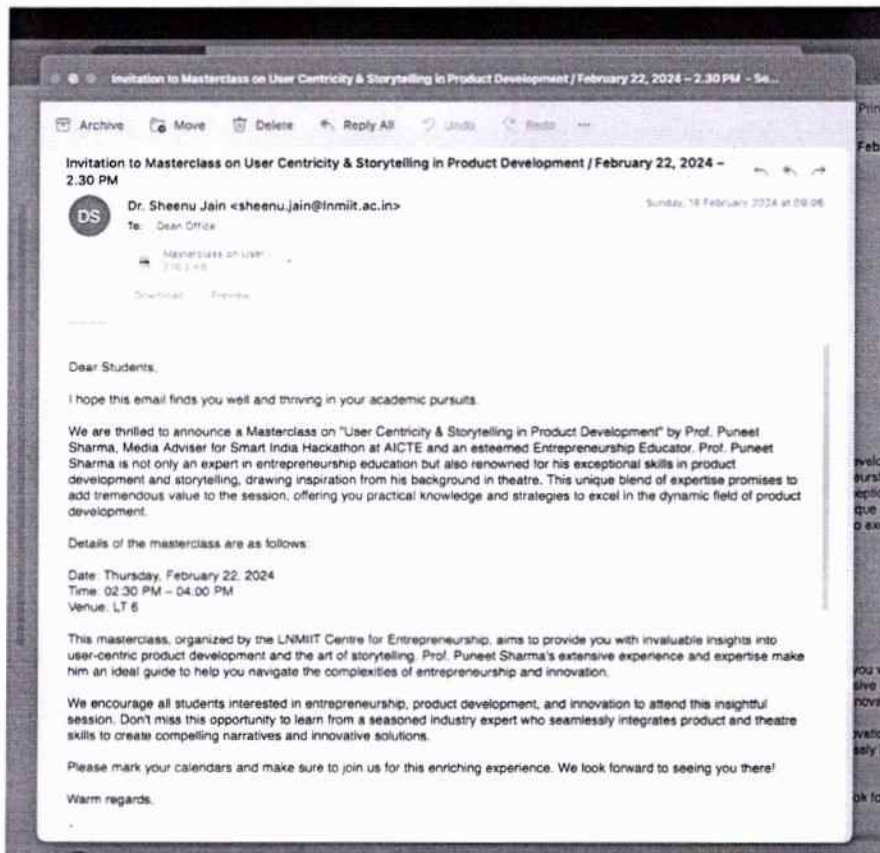 Invitation to Masterclass on User Centricity & Storytelling in Product Development / February 22, 2024 – 2.30 PM - Se...
Prin
Archive Move Delete Reply All Undo Redo ...
Feb
Invitation to Masterclass on User Centricity & Storytelling in Product Development / February 22, 2024 –
2.30 PM
DS
Dr. Sheenu Jain <sheenu.jain@lnmiit.ac.in>
Sunday, 18 February 2024 at 09:06
To: Dean Office
Masterclass on User
Download Preview
Dear Students,
I hope this email finds you well and thriving in your academic pursuits.
We are thrilled to announce a Masterclass on "User Centricity & Storytelling in Product Development" by Prof. Puneet
Sharma, Media Adviser for Smart India Hackathon at AICTE and an esteemed Entrepreneurship Educator. Prof. Puneet
Sharma is not only an expert in entrepreneurship education but also renowned for his exceptional skills in product
development and storytelling, drawing inspiration from his background in theatre. This unique blend of expertise promises to
add tremendous value to the session, offering you practical knowledge and strategies to excel in the dynamic field of product
development.
Details of the masterclass are as follows:
Date: Thursday, February 22, 2024
Time: 02:30 PM – 04:00 PM
Venue: LT 6
This masterclass, organized by the LNMIIT Centre for Entrepreneurship, aims to provide you with invaluable insights into
user-centric product development and the art of storytelling. Prof. Puneet Sharma's extensive experience and expertise make
him an ideal guide to help you navigate the complexities of entrepreneurship and innovation.
We encourage all students interested in entrepreneurship, product development, and innovation to attend this insightful
session. Don't miss this opportunity to learn from a seasoned industry expert who seamlessly integrates product and theatre
skills to create compelling narratives and innovative solutions.
Please mark your calendars and make sure to join us for this enriching experience. We look forward to seeing you there!
Warm regards,